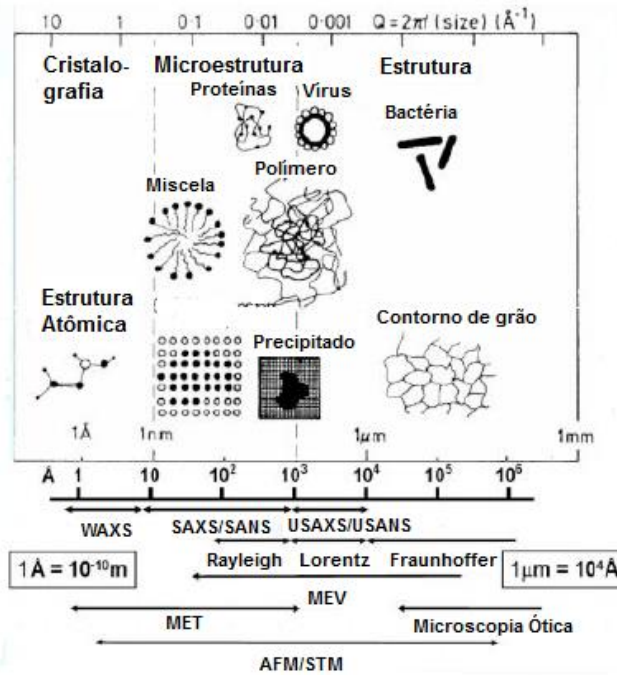 10 1 0·1 0·01 0·001 Q = 2π/(size) (Å⁻¹)
Cristalo-
grafia
Microestrutura
Estrutura
Proteínas
Vírus
Bactéria
Miscela
Polímero
Estrutura
Atômica
Precipitado
Contorno de grão
1Å 1nm 1μm 1mm
Å 1 10 10² 10³ 10⁴ 10⁵ 10⁶
WAXS SAXS/SANS USAXS/USANS
Rayleigh Lorentz Fraunhoffer
1Å = 10⁻¹⁰m
1μm = 10⁴Å
MEV
MET
Microscopia Ótica
AFM/STM